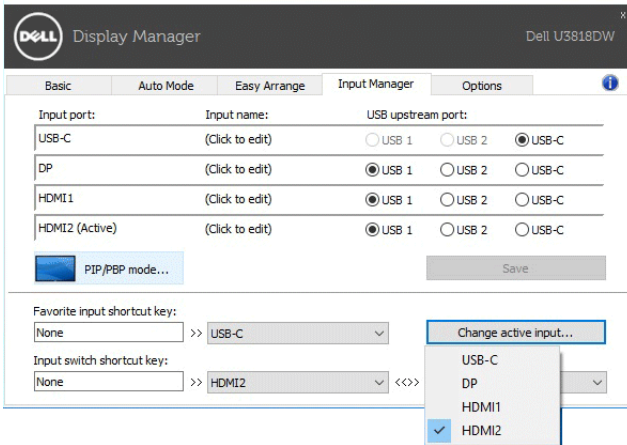 x
DELL Display Manager Dell U3818DW
Basic Auto Mode Easy Arrange Input Manager Options i
Input port: Input name: USB upstream port:
USB-C (Click to edit) USB 1 USB 2 USB-C
DP (Click to edit) USB 1 USB 2 USB-C
HDMI1 (Click to edit) USB 1 USB 2 USB-C
HDMI2 (Active) (Click to edit) USB 1 USB 2 USB-C
PIP/PBP mode... Save
Favorite input shortcut key:
None >> USB-C Change active input...
Input switch shortcut key:
None >> HDMI2 <<>>
USB-C
DP
HDMI1
HDMI2